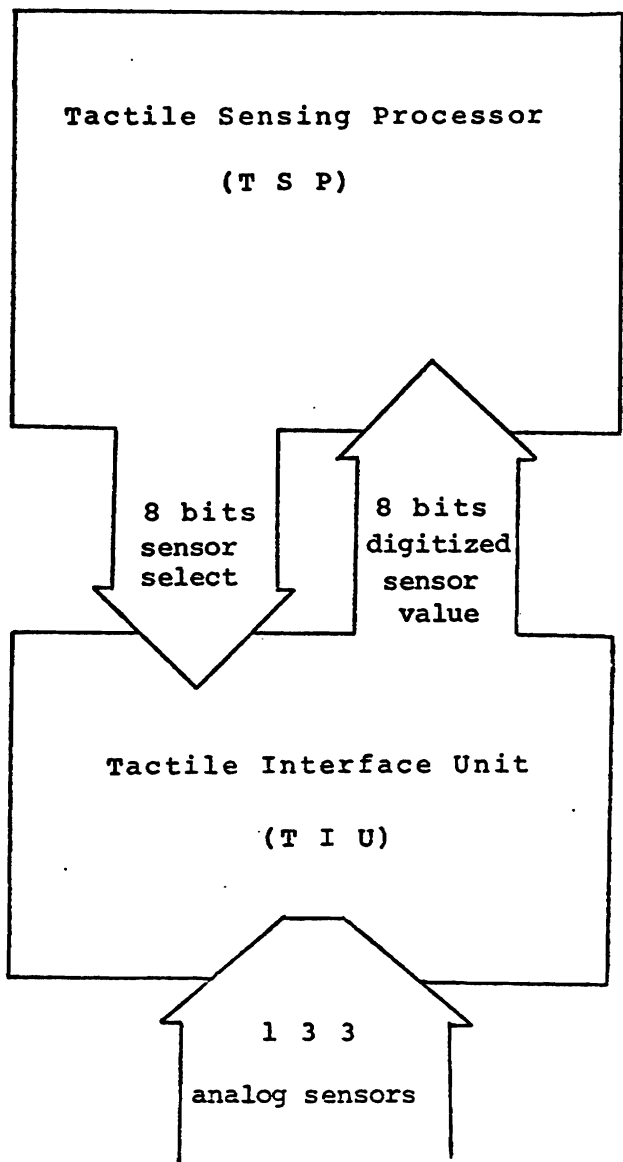 Tactile Sensing Processor
(T S P)
8 bits
sensor
select
8 bits
digitized
sensor
value
Tactile Interface Unit
(T I U)
1 3 3
analog sensors